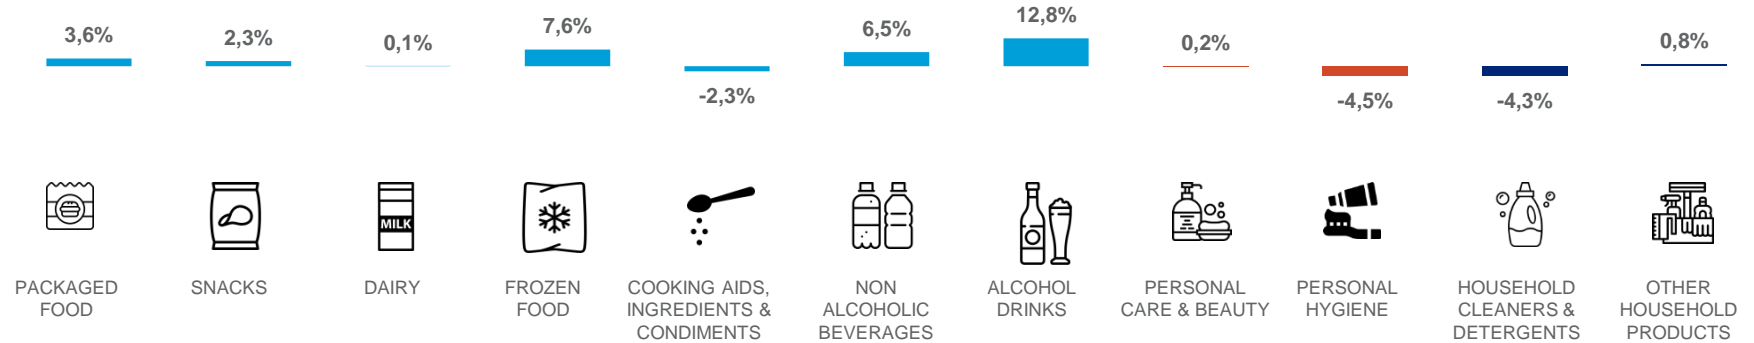 3,6%
2,3%
0,1%
7,6%
-2,3%
6,5%
12,8%
0,2%
-4,5%
-4,3%
0,8%
MILK
PACKAGED
FOOD
SNACKS
DAIRY
FROZEN
FOOD
COOKING AIDS,
INGREDIENTS &
CONDIMENTS
NON
ALCOHOLIC
BEVERAGES
ALCOHOL
DRINKS
PERSONAL
CARE & BEAUTY
PERSONAL
HYGIENE
HOUSEHOLD
CLEANERS &
DETERGENTS
OTHER
HOUSEHOLD
PRODUCTS